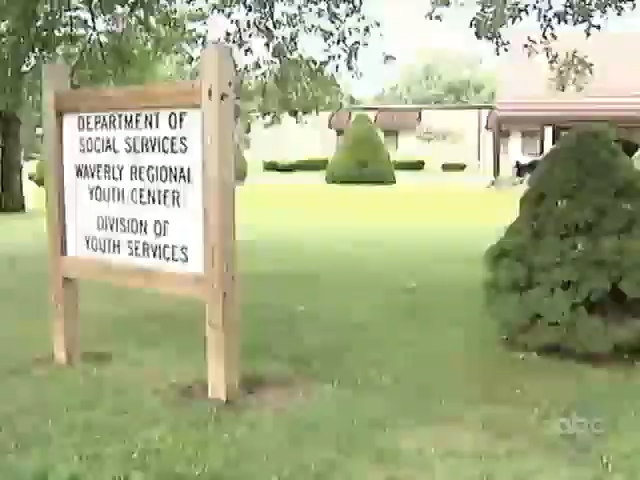 DEPARTMENT OF
SOCIAL SERVICES
WAVERLY REGIONAL
YOUTH CENTER
DIVISION OF
YOUTH SERVICES
abc